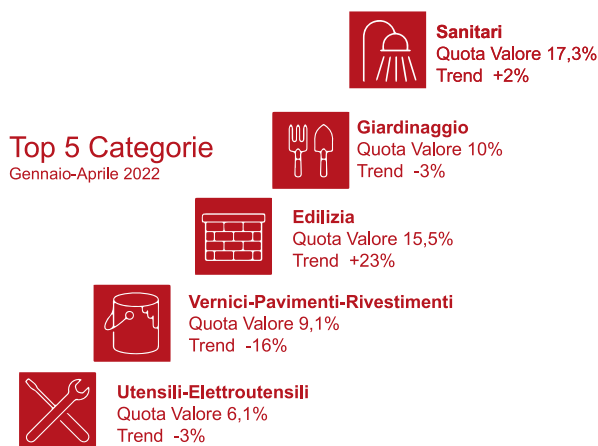 Sanitari
Quota Valore 17,3%
Trend +2%
Top 5 Categorie
Gennaio-Aprile 2022
Giardinaggio
Quota Valore 10%
Trend -3%
Edilizia
Quota Valore 15,5%
Trend +23%
Vernici-Pavimenti-Rivestimenti
Quota Valore 9,1%
Trend -16%
Utensili-Elettroutensili
Quota Valore 6,1%
Trend -3%